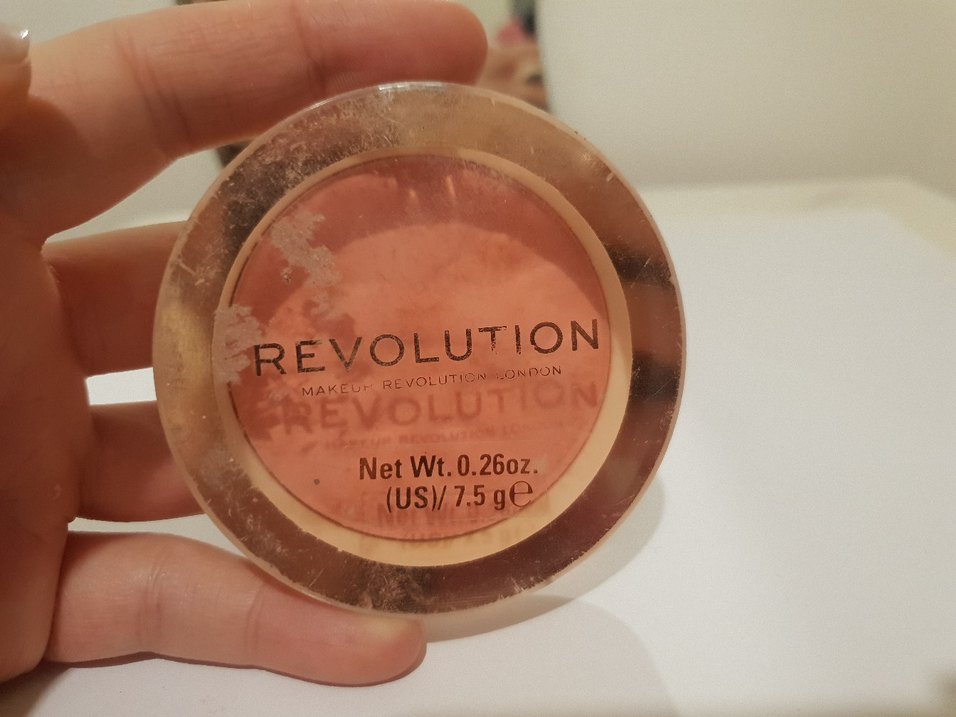 REVOLUTION
MAKEUP REVOLUTION LONDON
Net Wt. 0.26oz.
(US)/ 7.5 g℮